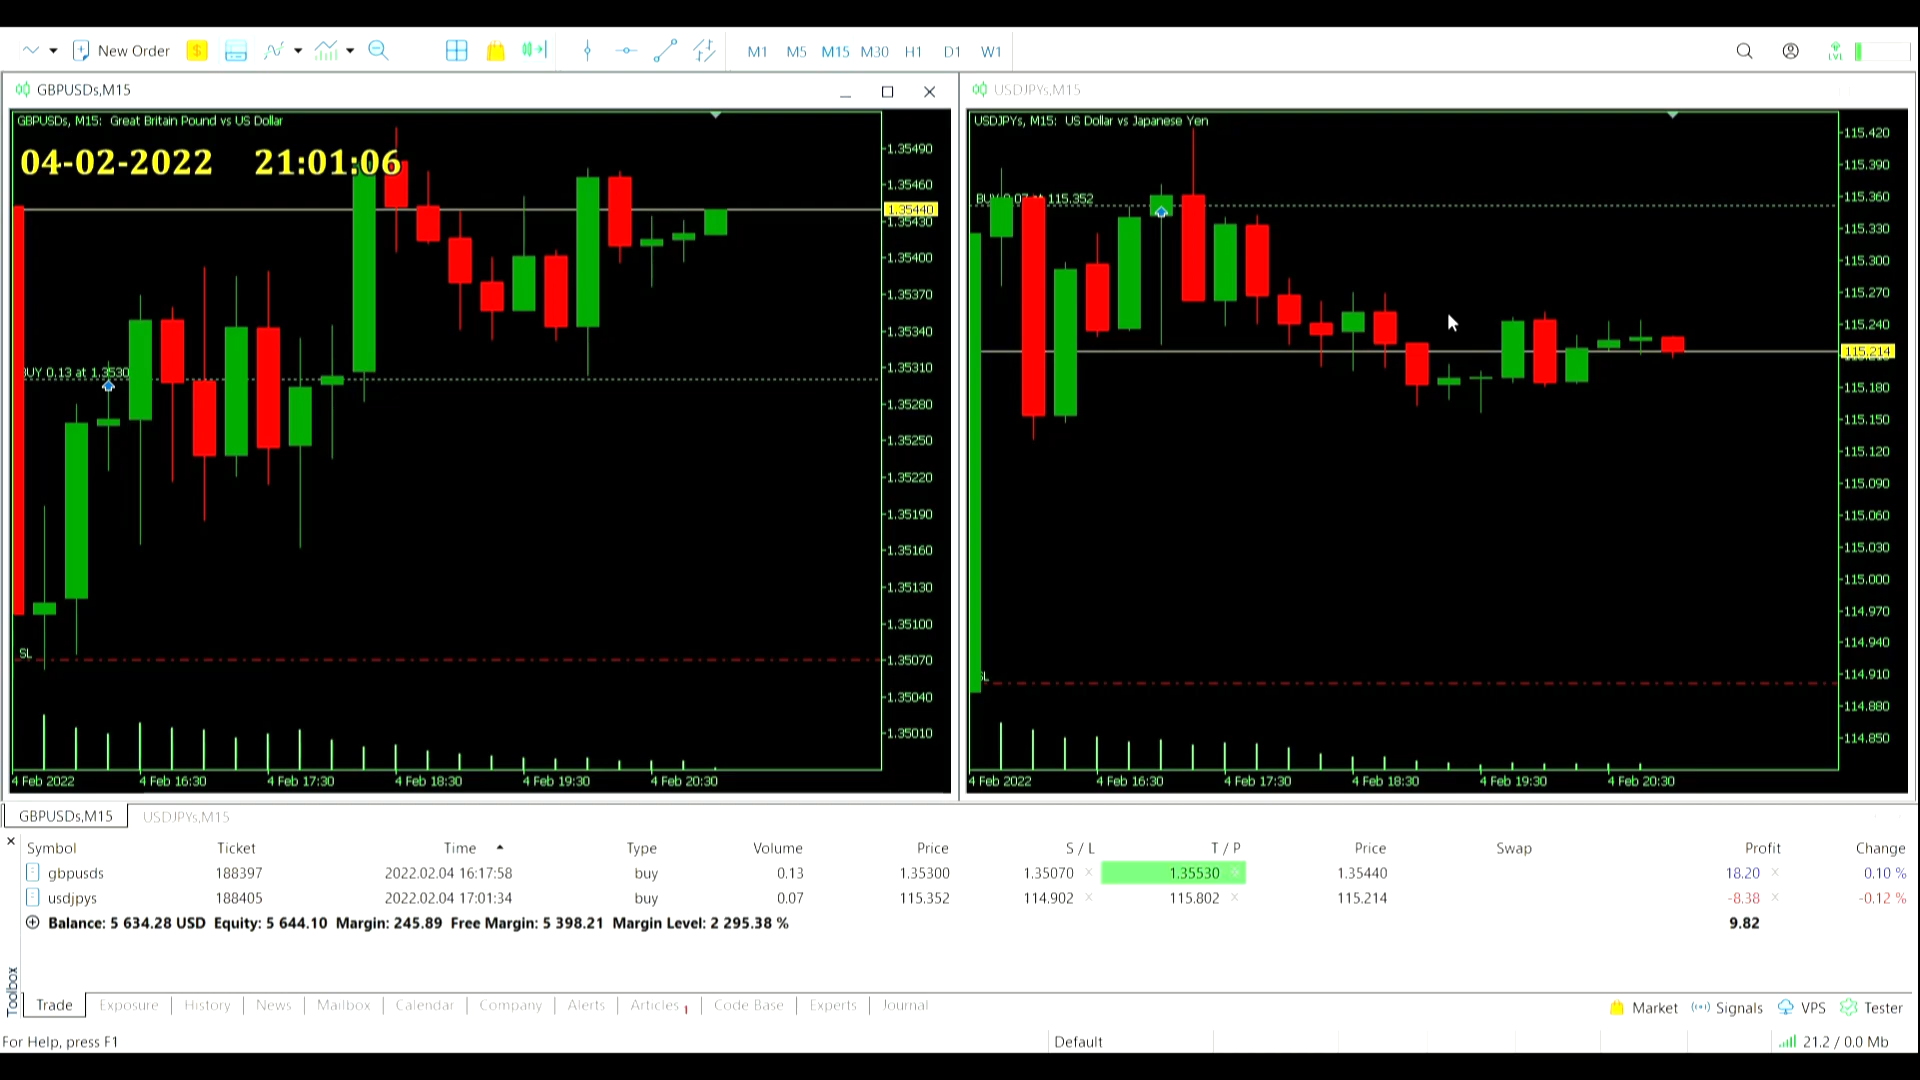 New Order $ M1 M5 M15 M30 H1 D1 W1 LVL
GBPUSDs,M15
GBPUSDs, M15: Great Britain Pound vs US Dollar
04-02-2022 21:01:06
BUY 0.13 at 1.3530
SL
1.35490
1.35460
1.35440
1.35430
1.35400
1.35370
1.35340
1.35310
1.35280
1.35250
1.35220
1.35190
1.35160
1.35130
1.35100
1.35070
1.35040
1.35010
4 Feb 2022 4 Feb 16:30 4 Feb 17:30 4 Feb 18:30 4 Feb 19:30 4 Feb 20:30
USDJPYs,M15
USDJPYs, M15: US Dollar vs Japanese Yen
BUY 0.07 at 115.352
SL
115.420
115.390
115.360
115.330
115.300
115.270
115.240
115.214
115.180
115.150
115.120
115.090
115.060
115.030
115.000
114.970
114.940
114.910
114.880
114.850
4 Feb 2022 4 Feb 16:30 4 Feb 17:30 4 Feb 18:30 4 Feb 19:30 4 Feb 20:30
GBPUSDs,M15 USDJPYs,M15
Symbol Ticket Time Type Volume Price S / L T / P Price Swap Profit Change
gbpusds 188397 2022.02.04 16:17:58 buy 0.13 1.35300 1.35070 1.35530 1.35440 18.20 0.10 %
usdjpys 188405 2022.02.04 17:01:34 buy 0.07 115.352 114.902 115.802 115.214 -8.38 -0.12 %
Balance: 5 634.28 USD Equity: 5 644.10 Margin: 245.89 Free Margin: 5 398.21 Margin Level: 2 295.38 % 9.82
Toolbox
Trade Exposure History News Mailbox Calendar Company Alerts Articles 1 Code Base Experts Journal
Market Signals VPS Tester
For Help, press F1 Default 21.2 / 0.0 Mb